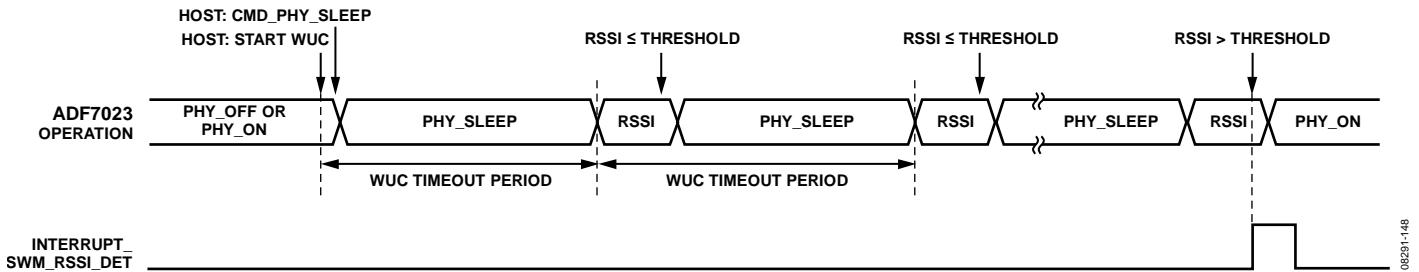 HOST: CMD_PHY_SLEEP
HOST: START WUC
RSSI ≤ THRESHOLD
RSSI ≤ THRESHOLD
RSSI > THRESHOLD
ADF7023
OPERATION
PHY_OFF OR
PHY_ON
PHY_SLEEP
RSSI
PHY_SLEEP
RSSI
PHY_SLEEP
RSSI
PHY_ON
WUC TIMEOUT PERIOD
WUC TIMEOUT PERIOD
INTERRUPT_
SWM_RSSI_DET
08291-148